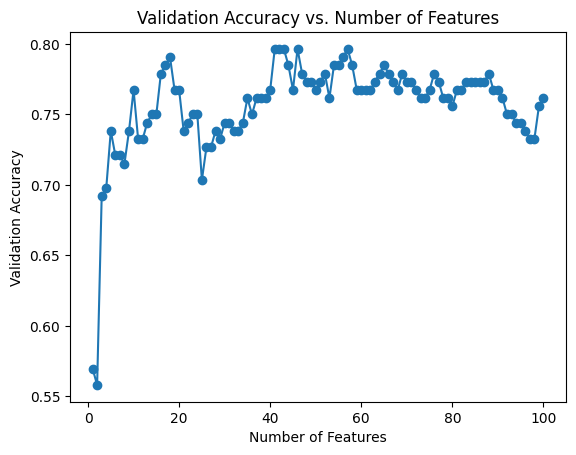 Validation Accuracy vs. Number of Features
0.80
0.75
0.70
0.65
0.60
0.55
Validation Accuracy
0 20 40 60 80 100
Number of Features